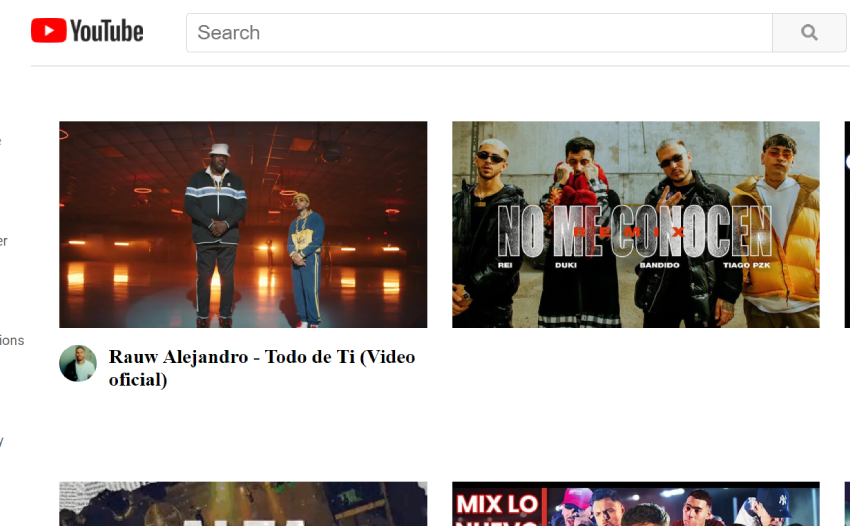 YouTube
Search
er
ions
y
NO ME CONOCEN
REMIX
REI DUKI BANDIDO TIAGO PZK
Rauw Alejandro - Todo de Ti (Video
oficial)
MIX LO
NUEVO